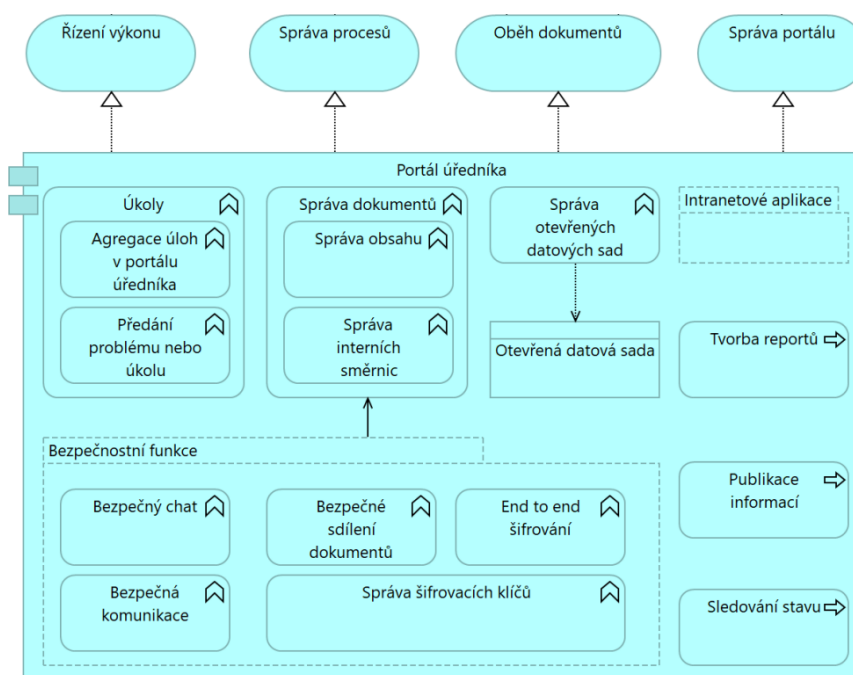 Řízení výkonu
Správa procesů
Oběh dokumentů
Správa portálu
Portál úředníka
Úkoly
Agregace úloh
v portálu
úředníka
Předání
problému nebo
úkolu
Správa dokumentů
Správa obsahu
Správa
interních
směrnic
Správa
otevřených
datových sad
Otevřená datová sada
Intranetové aplikace
Tvorba reportů
Bezpečnostní funkce
Bezpečný chat
Bezpečné
sdílení
dokumentů
End to end
šifrování
Bezpečná
komunikace
Správa šifrovacích klíčů
Publikace
informací
Sledování stavu